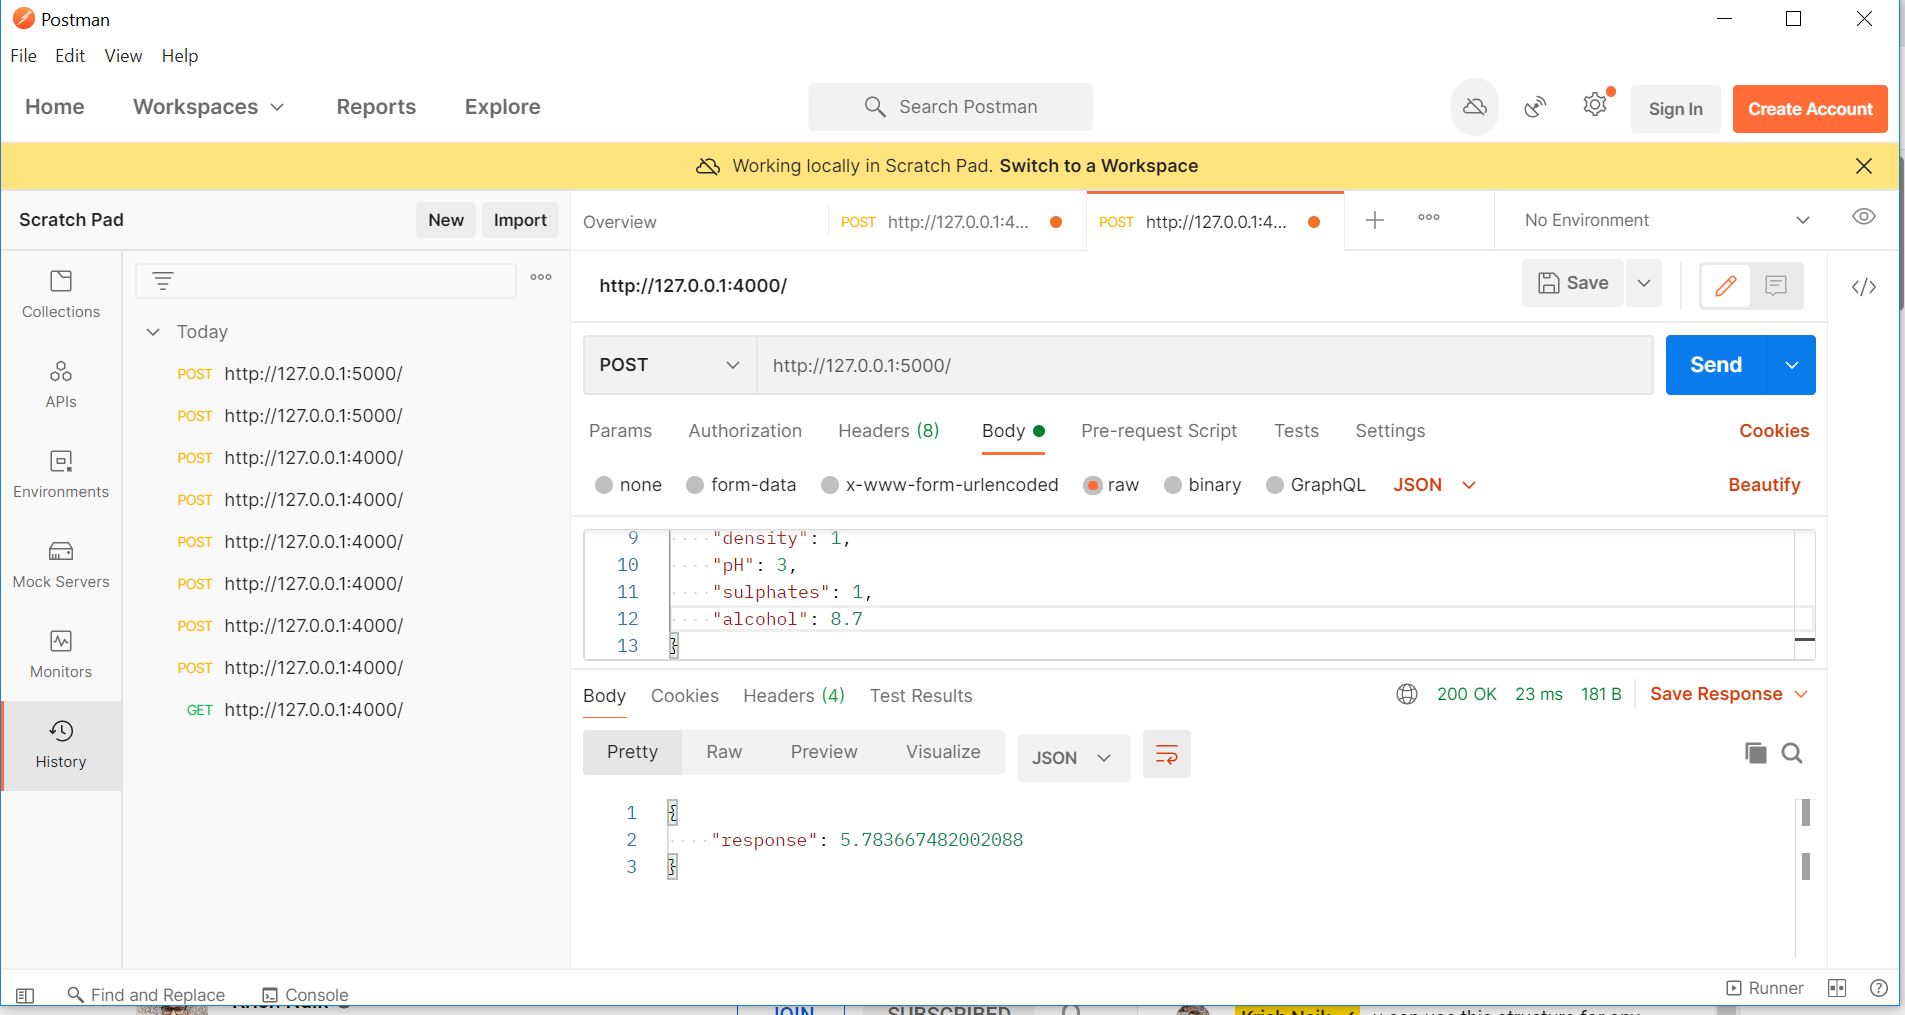 Postman
File Edit View Help
Home Workspaces Reports Explore Search Postman Sign In Create Account
Working locally in Scratch Pad. Switch to a Workspace
Scratch Pad New Import Overview POST http://127.0.0.1:4... POST http://127.0.0.1:4... No Environment
Collections
APIs
Environments
Mock Servers
Monitors
History
Today
POST http://127.0.0.1:5000/
POST http://127.0.0.1:5000/
POST http://127.0.0.1:4000/
POST http://127.0.0.1:4000/
POST http://127.0.0.1:4000/
POST http://127.0.0.1:4000/
POST http://127.0.0.1:4000/
POST http://127.0.0.1:4000/
GET http://127.0.0.1:4000/
http://127.0.0.1:4000/ Save
POST http://127.0.0.1:5000/ Send
Params Authorization Headers (8) Body Pre-request Script Tests Settings Cookies
none form-data x-www-form-urlencoded raw binary GraphQL JSON Beautify
9 "density": 1,
10 "pH": 3,
11 "sulphates": 1,
12 "alcohol": 8.7
13 }
Body Cookies Headers (4) Test Results 200 OK 23 ms 181 B Save Response
Pretty Raw Preview Visualize JSON
1 {
2 "response": 5.783667482002088
3 }
Find and Replace Console Runner
JOIN SUBSCRIBED Krish Naik